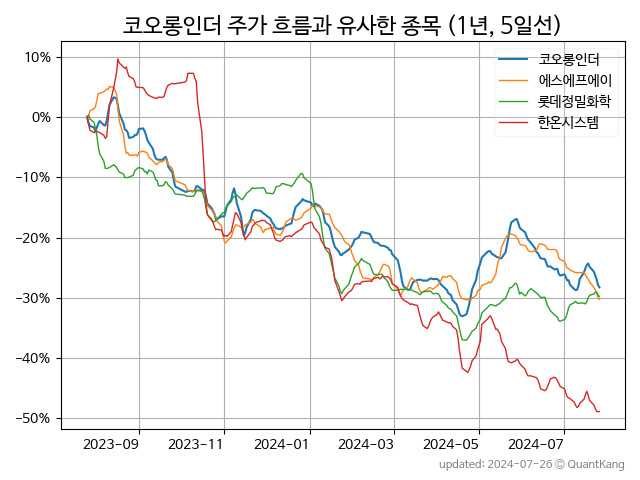 코오롱인더 주가 흐름과 유사한 종목 (1년, 5일선)
코오롱인더
에스에프에이
롯데정밀화학
한온시스템
10%
0%
−10%
−20%
−30%
−40%
−50%
2023-09
2023-11
2024-01
2024-03
2024-05
2024-07
updated: 2024-07-26 © QuantKang